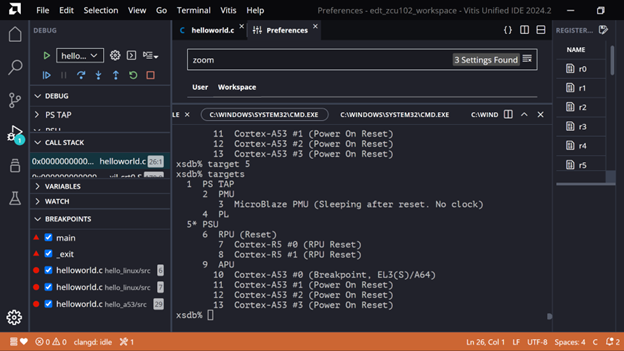 File Edit Selection View Go Terminal Vitis Help Preferences - edt_zcu102_workspace - Vitis Unified IDE 2024.2
DEBUG
hello...
DEBUG
PS TAP
PSU
CALL STACK
0x0000000000... helloworld.c 26:1
VARIABLES
WATCH
BREAKPOINTS
main
_exit
helloworld.c hello_linux/src 6
helloworld.c hello_linux/src 7
helloworld.c hello_a53/src 29
C helloworld.c × Preferences ×
zoom 3 Settings Found
User Workspace
LE × C:\WINDOWS\SYSTEM32\CMD.EXE C:\WINDOWS\SYSTEM32\CMD.EXE C:\WIND
11 Cortex-A53 #1 (Power On Reset)
12 Cortex-A53 #2 (Power On Reset)
13 Cortex-A53 #3 (Power On Reset)
xsdb% target 5
xsdb% targets
1 PS TAP
2 PMU
3 MicroBlaze PMU (Sleeping after reset. No clock)
4 PL
5* PSU
6 RPU (Reset)
7 Cortex-R5 #0 (RPU Reset)
8 Cortex-R5 #1 (RPU Reset)
9 APU
10 Cortex-A53 #0 (Breakpoint, EL3(S)/A64)
11 Cortex-A53 #1 (Power On Reset)
12 Cortex-A53 #2 (Power On Reset)
13 Cortex-A53 #3 (Power On Reset)
xsdb%
REGISTER...
NAME
r0
r1
r2
r3
r4
r5
1
0 0 clangd: idle 1 Ln 26, Col 1 LF UTF-8 Spaces: 4 C 2